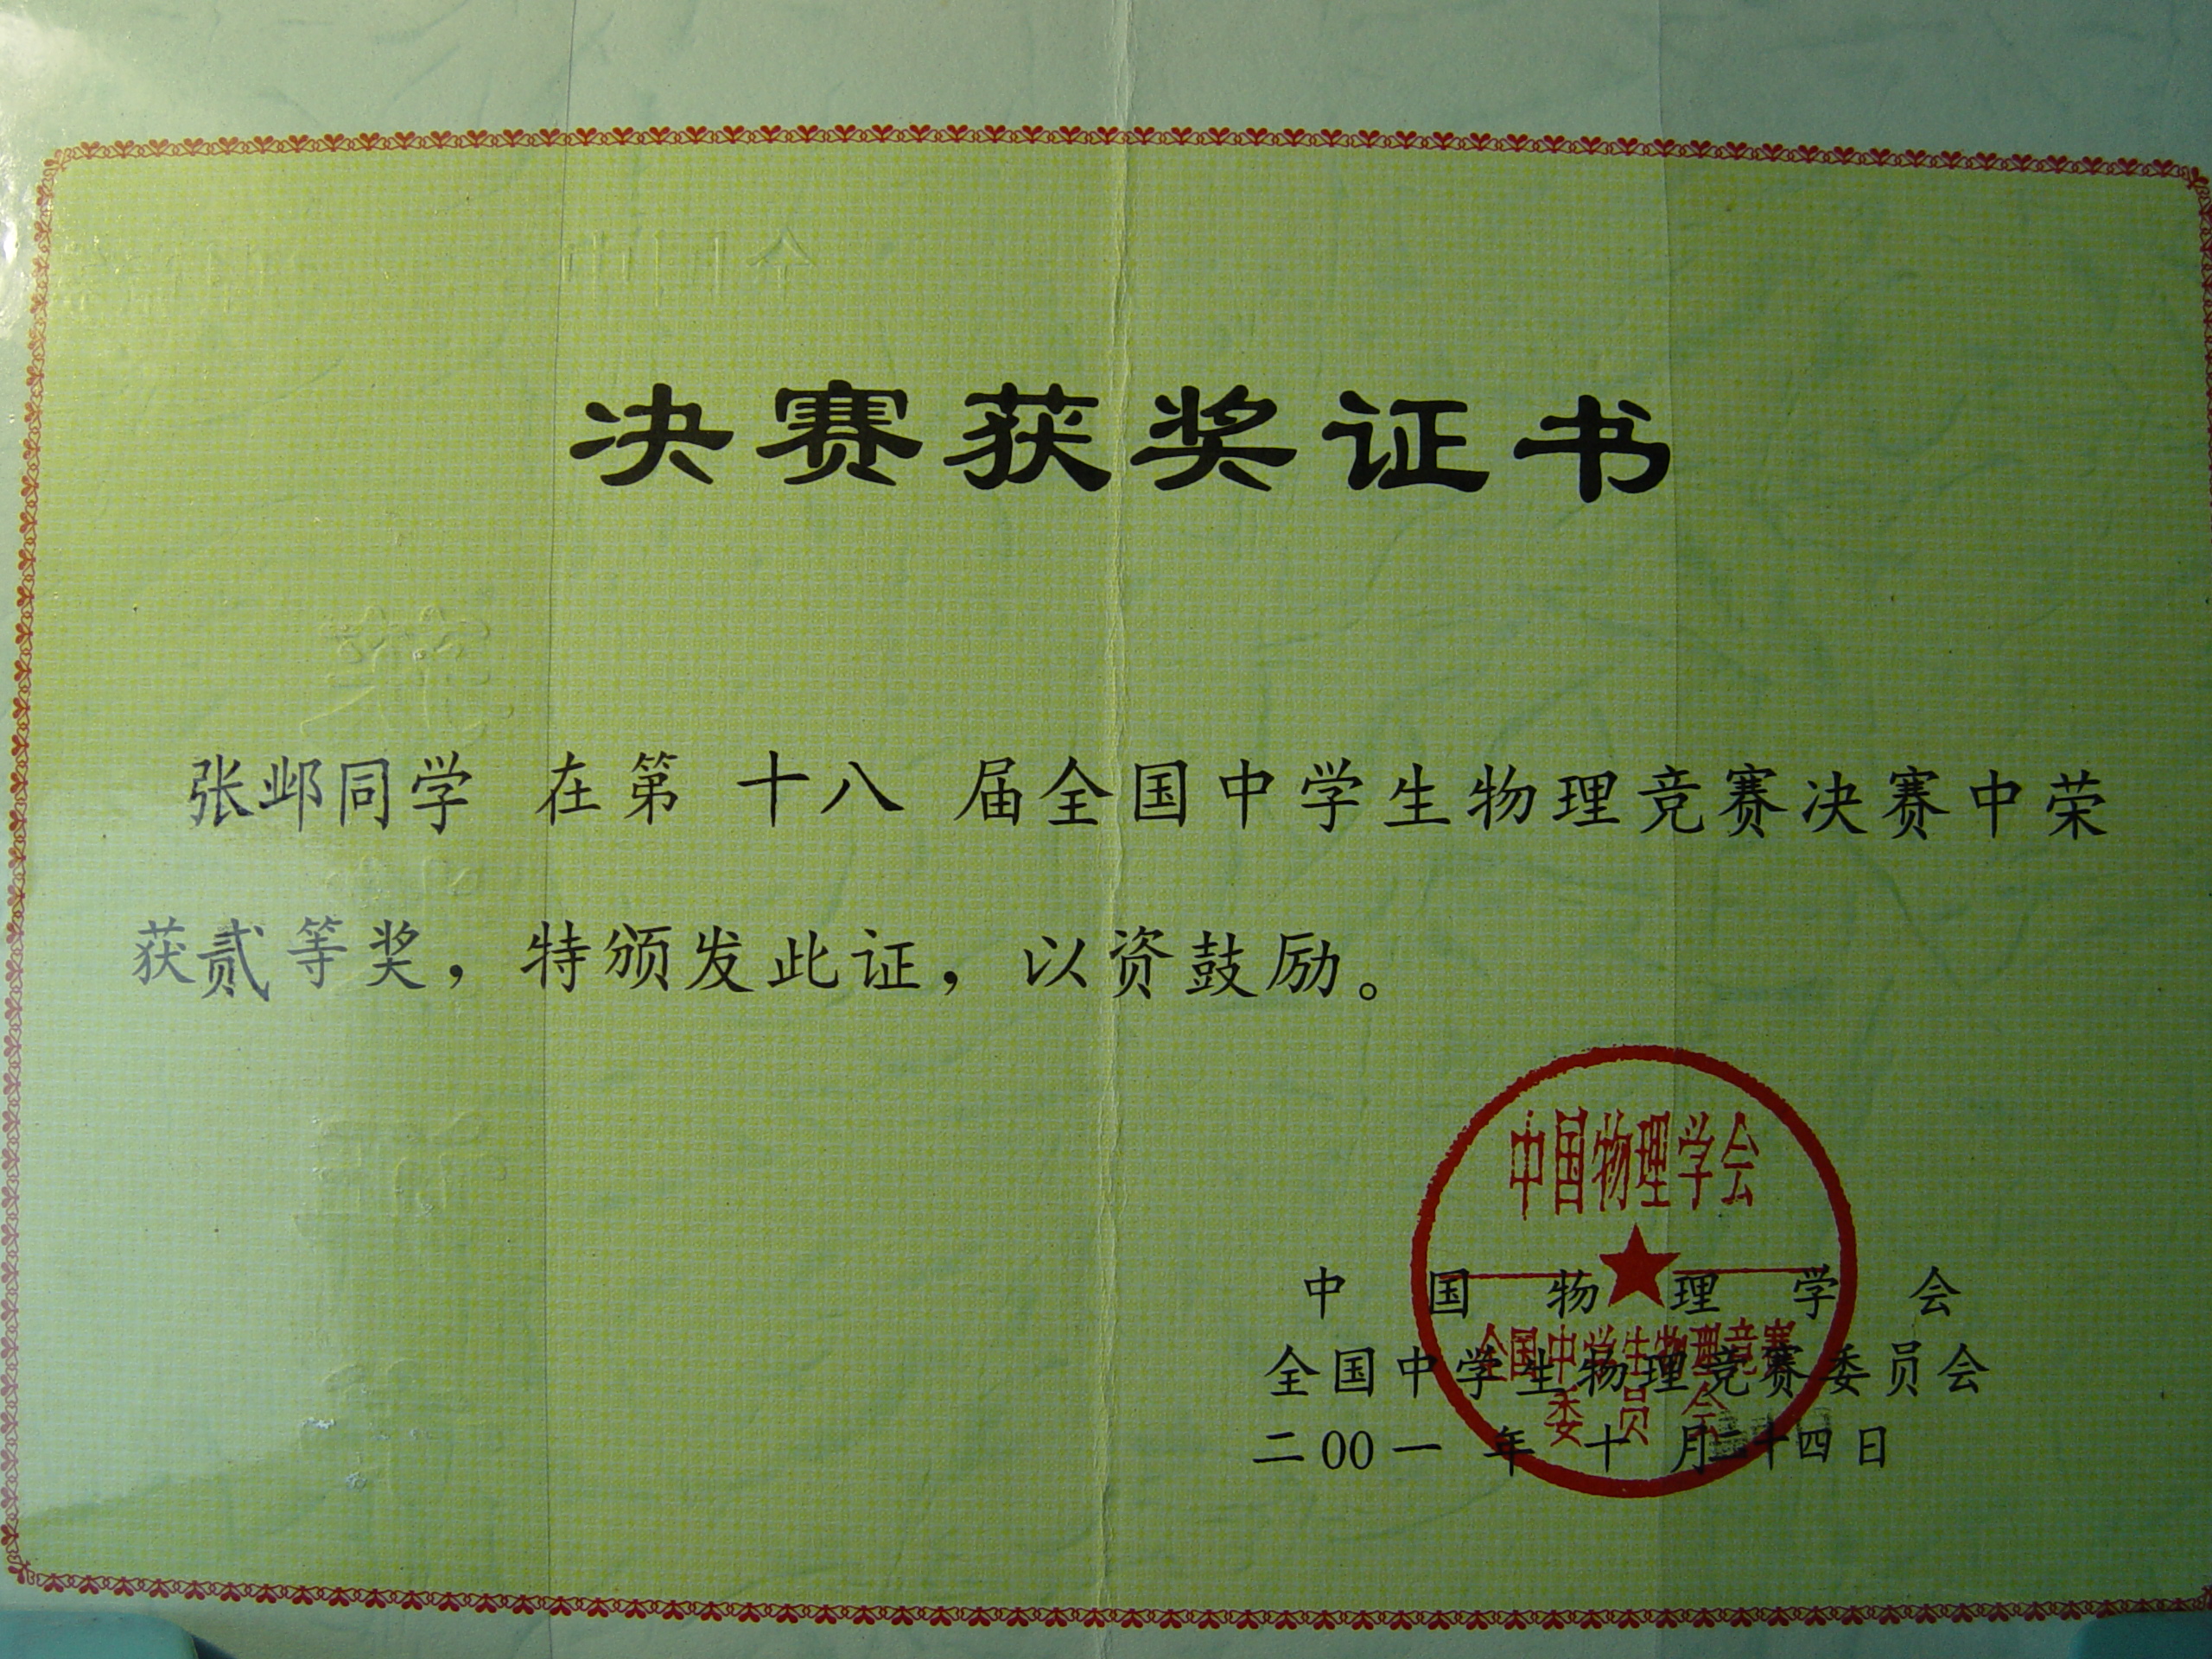 决赛获奖证书
张邺同学 在第 十八 届全国中学生物理竞赛决赛中荣
获贰等奖，特颁发此证，以资鼓励。
中国物理学会
中国物理学会
全国中学生物理竞赛
全国中学生物理竞赛委员会
委员会
二00一 年 十 月二十四日